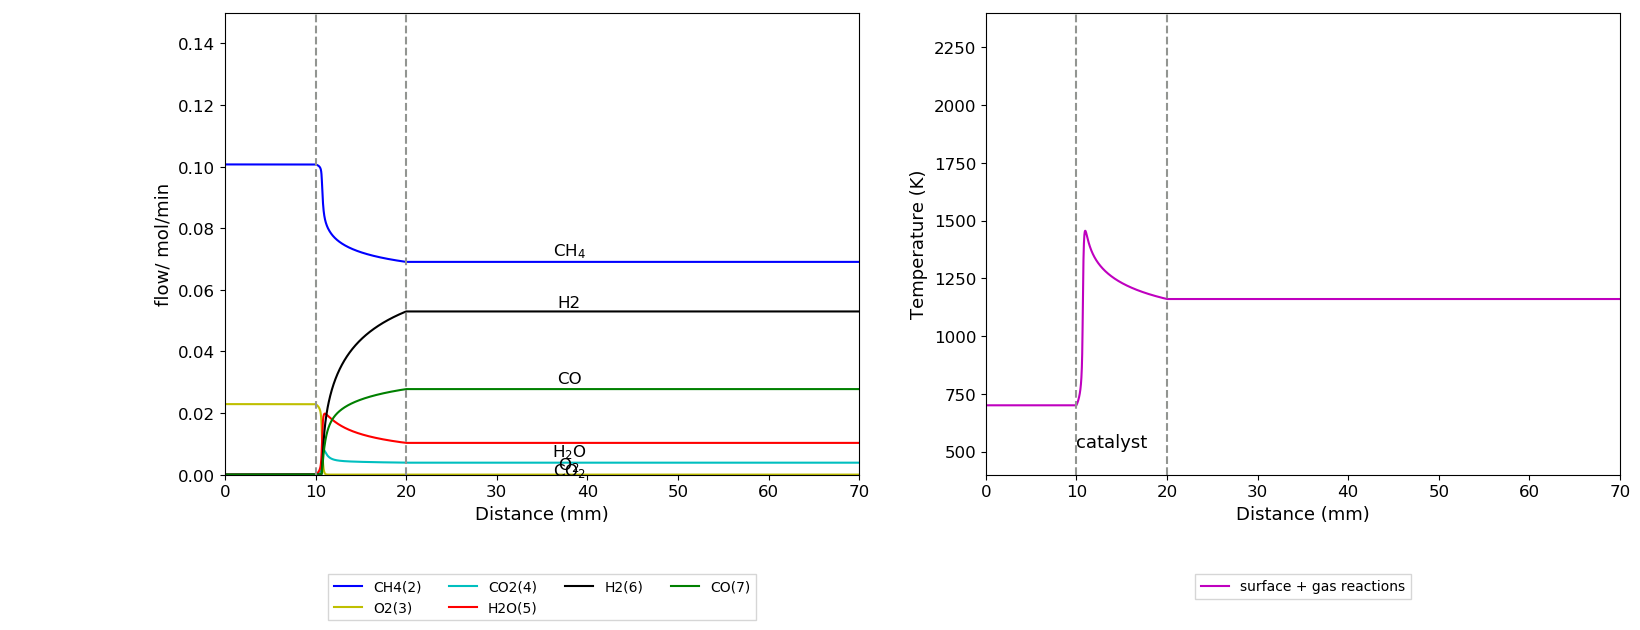 0.14
0.12
0.10
0.08
0.06
0.04
0.02
0.00
flow/ mol/min
CH₄
H2
CO
H₂O
O₂
CO₂
0 10 20 30 40 50 60 70
Distance (mm)
CH4(2) CO2(4) H2(6) CO(7)
O2(3) H2O(5)
2250
2000
1750
1500
1250
1000
750
500
Temperature (K)
catalyst
0 10 20 30 40 50 60 70
Distance (mm)
surface + gas reactions